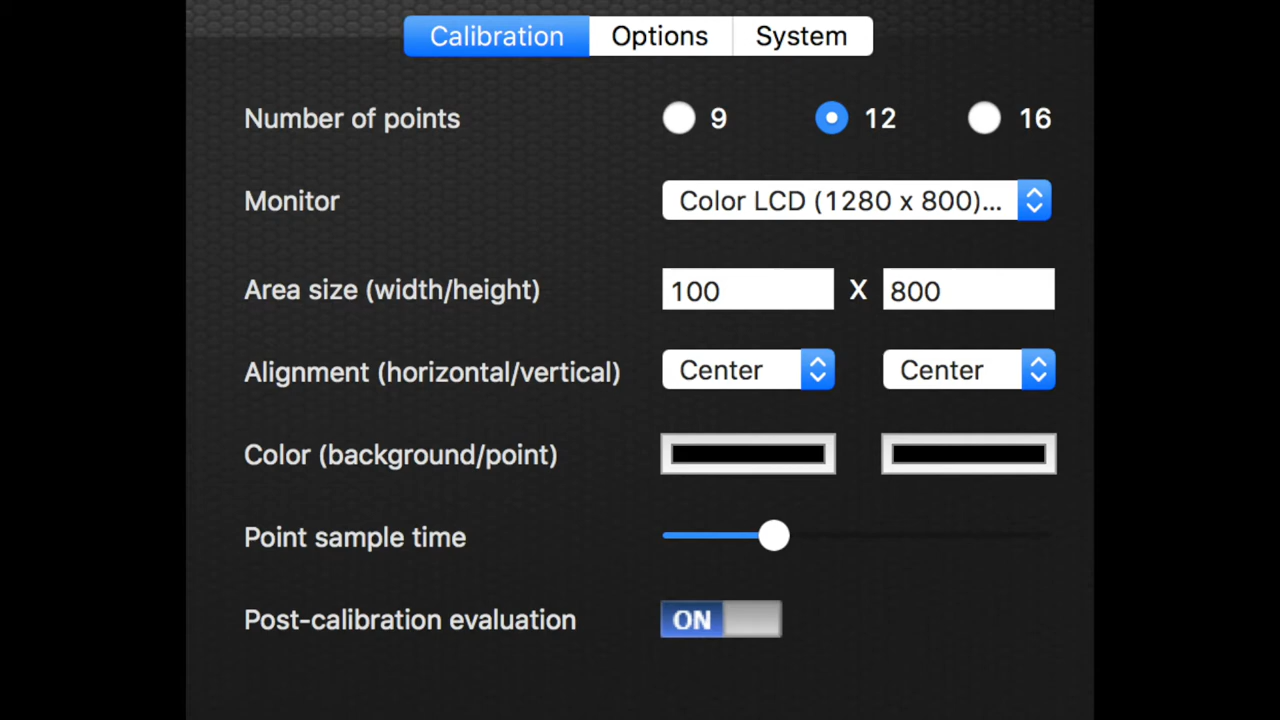 Calibration Options System
Number of points 9 12 16
Monitor Color LCD (1280 x 800)...
Area size (width/height) 100 X 800
Alignment (horizontal/vertical) Center Center
Color (background/point)
Point sample time
Post-calibration evaluation ON